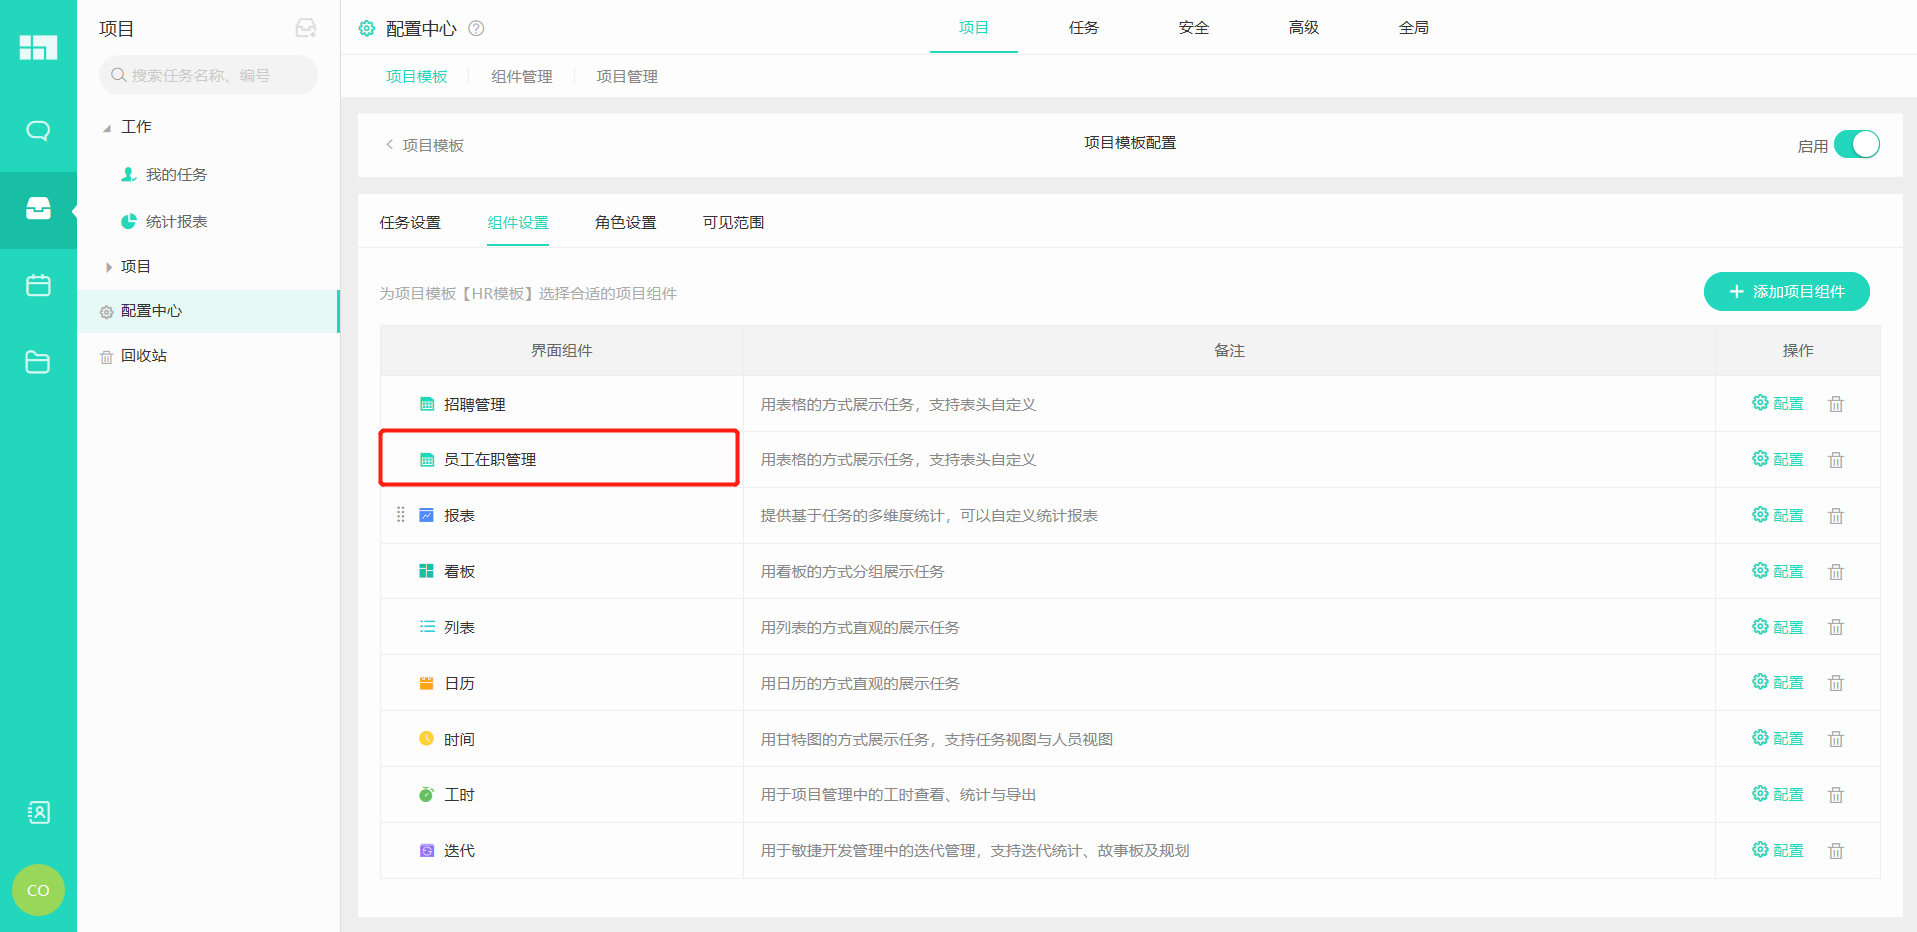 项目
搜索任务名称、编号
工作
我的任务
统计报表
项目
配置中心
回收站
CO
配置中心
项目
任务
安全
高级
全局
项目模板
组件管理
项目管理
项目模板
项目模板配置
启用
任务设置
组件设置
角色设置
可见范围
为项目模板【HR模板】选择合适的项目组件
添加项目组件
界面组件 备注 操作
招聘管理 用表格的方式展示任务，支持表头自定义 配置
员工在职管理 用表格的方式展示任务，支持表头自定义 配置
报表 提供基于任务的多维度统计，可以自定义统计报表 配置
看板 用看板的方式分组展示任务 配置
列表 用列表的方式直观的展示任务 配置
日历 用日历的方式直观的展示任务 配置
时间 用甘特图的方式展示任务，支持任务视图与人员视图 配置
工时 用于项目管理中的工时查看、统计与导出 配置
迭代 用于敏捷开发管理中的迭代管理，支持迭代统计、故事板及规划 配置